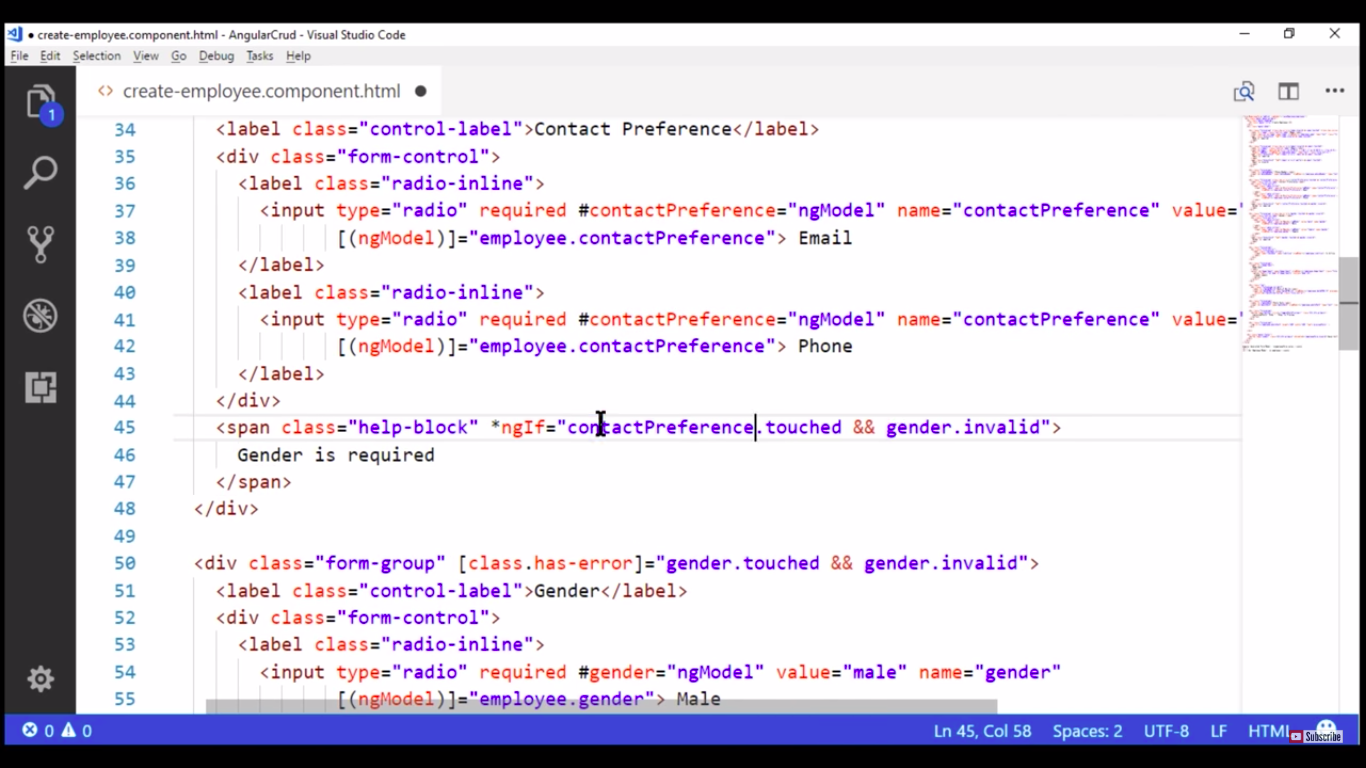 create-employee.component.html - AngularCrud - Visual Studio Code
File Edit Selection View Go Debug Tasks Help
1
<> create-employee.component.html
34 <label class="control-label">Contact Preference</label>
35 <div class="form-control">
36 <label class="radio-inline">
37 <input type="radio" required #contactPreference="ngModel" name="contactPreference" value="
38 [(ngModel)]="employee.contactPreference"> Email
39 </label>
40 <label class="radio-inline">
41 <input type="radio" required #contactPreference="ngModel" name="contactPreference" value="
42 [(ngModel)]="employee.contactPreference"> Phone
43 </label>
44 </div>
45 <span class="help-block" *ngIf="contactPreference.touched && gender.invalid">
46 Gender is required
47 </span>
48 </div>
49
50 <div class="form-group" [class.has-error]="gender.touched && gender.invalid">
51 <label class="control-label">Gender</label>
52 <div class="form-control">
53 <label class="radio-inline">
54 <input type="radio" required #gender="ngModel" value="male" name="gender"
55 [(ngModel)]="employee.gender"> Male
0 0 Ln 45, Col 58 Spaces: 2 UTF-8 LF HTML Subscribe